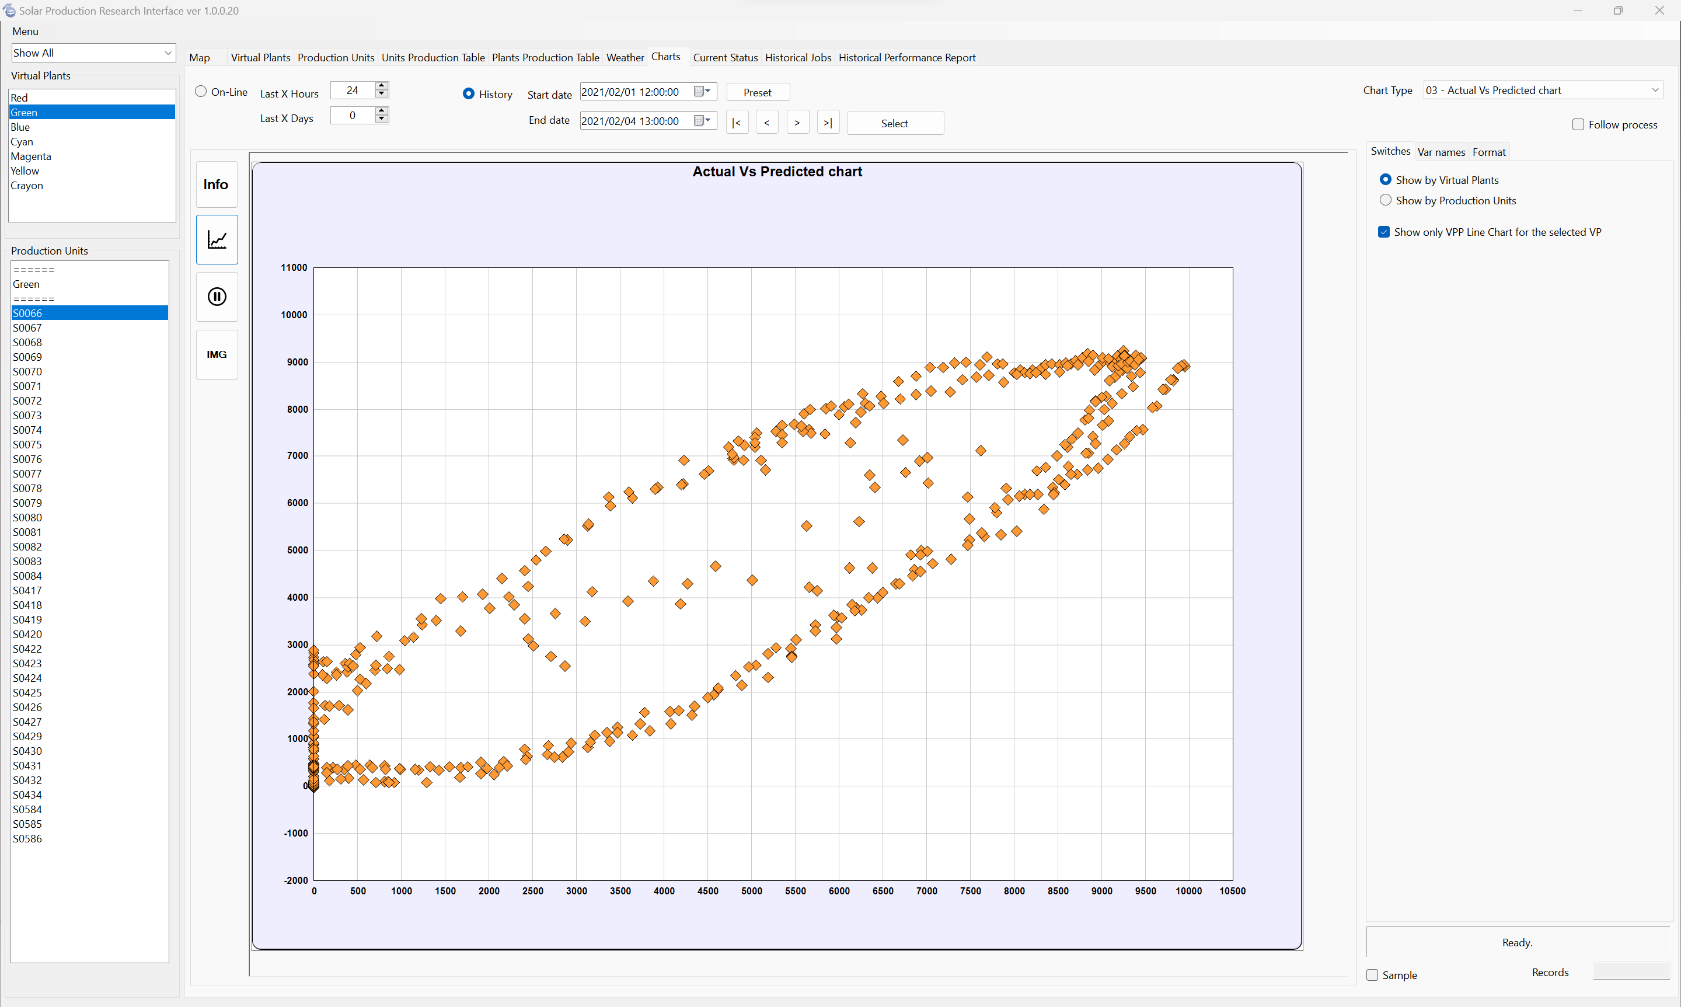 Solar Production Research Interface ver 1.0.0.20
Menu
Show All
Virtual Plants
Red
Green
Blue
Cyan
Magenta
Yellow
Crayon
Production Units
======
Green
======
S0066
S0067
S0068
S0069
S0070
S0071
S0072
S0073
S0074
S0075
S0076
S0077
S0078
S0079
S0080
S0081
S0082
S0083
S0084
S0417
S0418
S0419
S0420
S0422
S0423
S0424
S0425
S0426
S0427
S0429
S0430
S0431
S0432
S0434
S0584
S0585
S0586
Map Virtual Plants Production Units Units Production Table Plants Production Table Weather Charts Current Status Historical Jobs Historical Performance Report
On-Line Last X Hours 24
Last X Days 0
History Start date 2021/02/01 12:00:00 Preset
End date 2021/02/04 13:00:00 |< < > >| Select
Chart Type 03 - Actual Vs Predicted chart
Follow process
Info
IMG
Actual Vs Predicted chart
11000
10000
9000
8000
7000
6000
5000
4000
3000
2000
1000
0
-1000
-2000
0 500 1000 1500 2000 2500 3000 3500 4000 4500 5000 5500 6000 6500 7000 7500 8000 8500 9000 9500 10000 10500
Switches Var names Format
Show by Virtual Plants
Show by Production Units
Show only VPP Line Chart for the selected VP
Ready.
Sample Records